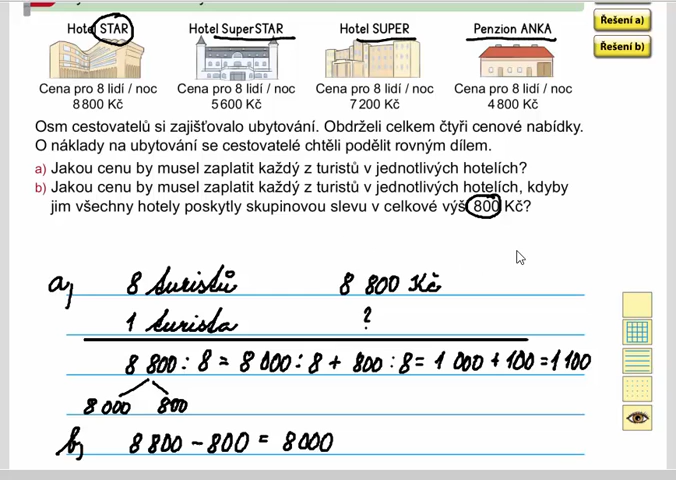 Hotel STAR Hotel SuperSTAR Hotel SUPER Penzion ANKA
Cena pro 8 lidí / noc Cena pro 8 lidí / noc Cena pro 8 lidí / noc Cena pro 8 lidí / noc
8 800 Kč 5 600 Kč 7 200 Kč 4 800 Kč
Řešení a)
Řešení b)
Osm cestovatelů si zajišťovalo ubytování. Obdrželi celkem čtyři cenové nabídky.
O náklady na ubytování se cestovatelé chtěli podělit rovným dílem.
a) Jakou cenu by musel zaplatit každý z turistů v jednotlivých hotelích?
b) Jakou cenu by musel zaplatit každý z turistů v jednotlivých hotelích, kdyby
jim všechny hotely poskytly skupinovou slevu v celkové výši 800 Kč?
a) 8 turistů 8 800 Kč
1 turista ?
8 800 : 8 = 8 000 : 8 + 800 : 8 = 1 000 + 100 = 1 100
8 000 800
b) 8 800 - 800 = 8000